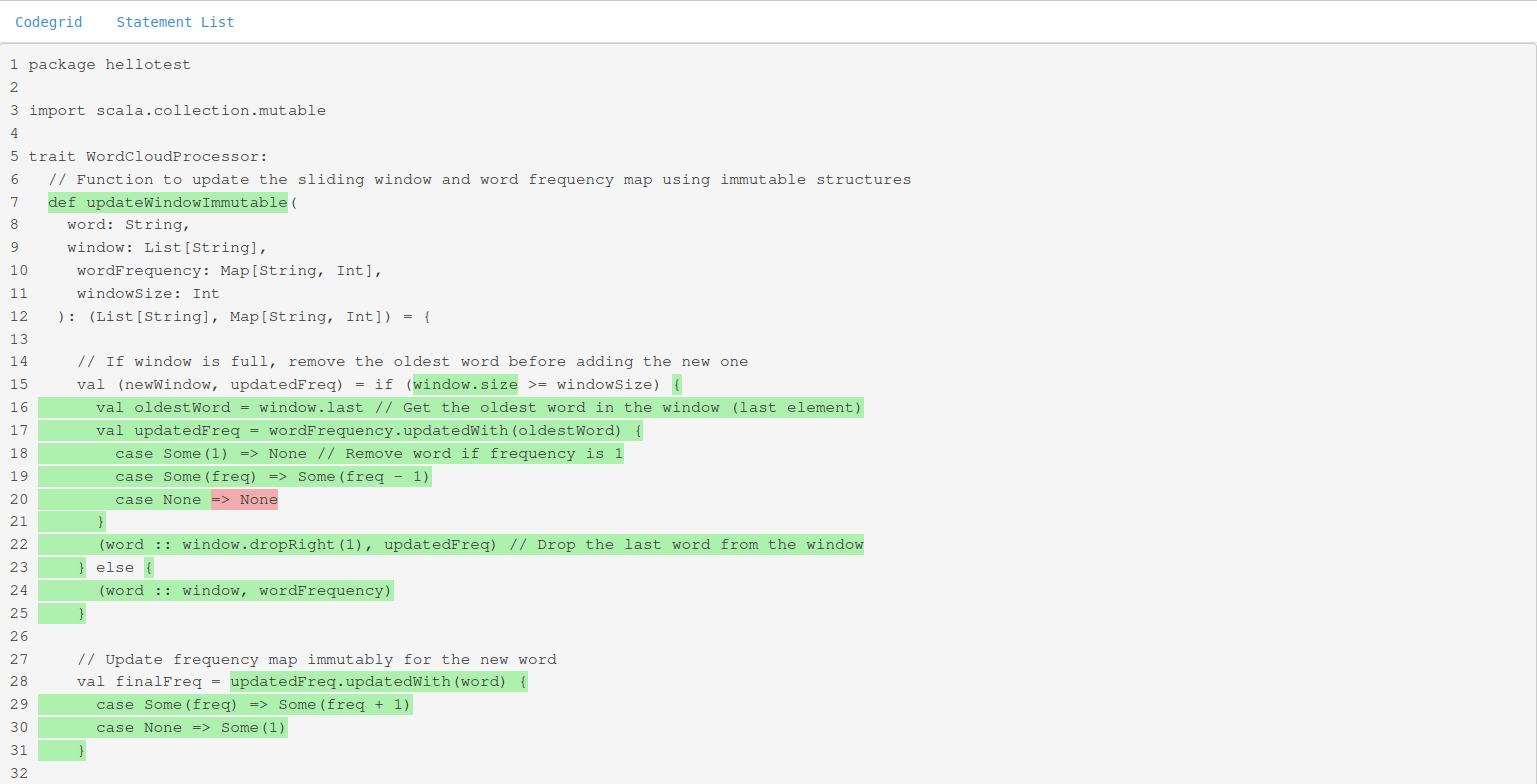 Codegrid    Statement List
1 package hellotest
2
3 import scala.collection.mutable
4
5 trait WordCloudProcessor:
6   // Function to update the sliding window and word frequency map using immutable structures
7   def updateWindowImmutable(
8     word: String,
9     window: List[String],
10     wordFrequency: Map[String, Int],
11     windowSize: Int
12   ): (List[String], Map[String, Int]) = {
13
14     // If window is full, remove the oldest word before adding the new one
15     val (newWindow, updatedFreq) = if (window.size >= windowSize) {
16       val oldestWord = window.last // Get the oldest word in the window (last element)
17       val updatedFreq = wordFrequency.updatedWith(oldestWord) {
18         case Some(1) => None // Remove word if frequency is 1
19         case Some(freq) => Some(freq - 1)
20         case None => None
21       }
22       (word :: window.dropRight(1), updatedFreq) // Drop the last word from the window
23     } else {
24       (word :: window, wordFrequency)
25     }
26
27     // Update frequency map immutably for the new word
28     val finalFreq = updatedFreq.updatedWith(word) {
29       case Some(freq) => Some(freq + 1)
30       case None => Some(1)
31     }
32